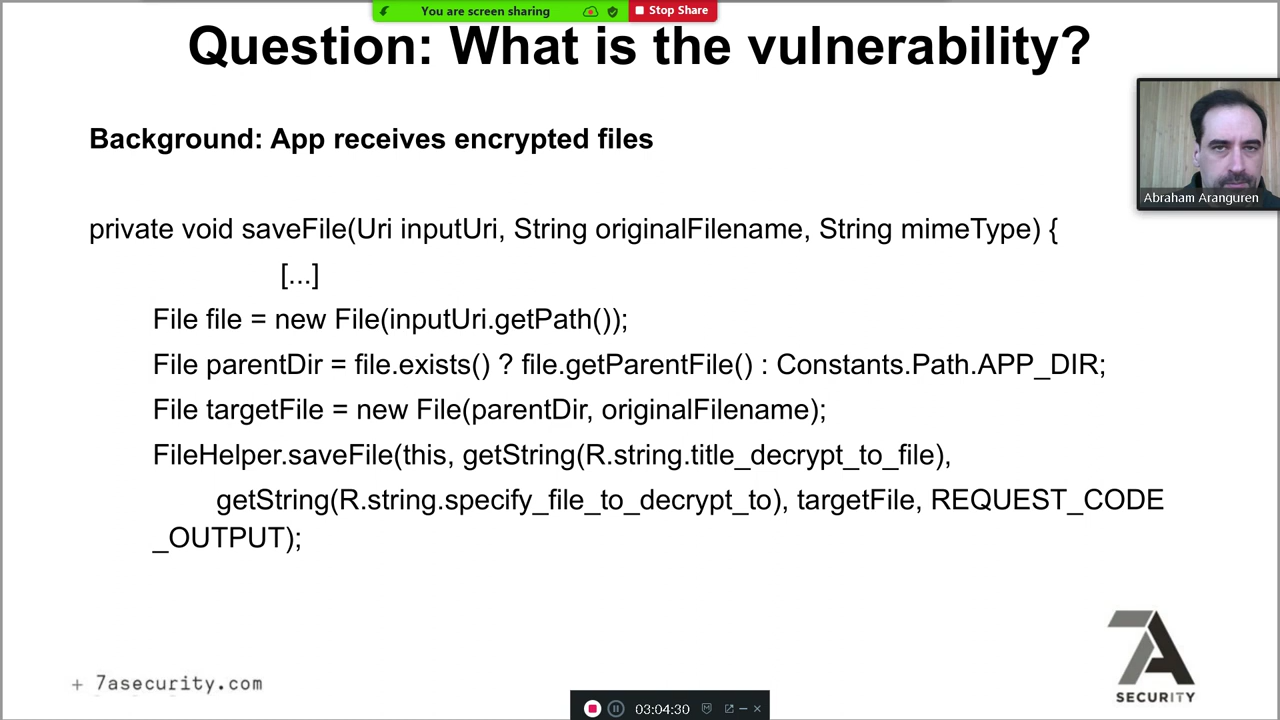 You are screen sharing
Stop Share
Question: What is the vulnerability?
Abraham Aranguren
Background: App receives encrypted files
private void saveFile(Uri inputUri, String originalFilename, String mimeType) {
[...]
File file = new File(inputUri.getPath());
File parentDir = file.exists() ? file.getParentFile() : Constants.Path.APP_DIR;
File targetFile = new File(parentDir, originalFilename);
FileHelper.saveFile(this, getString(R.string.title_decrypt_to_file),
getString(R.string.specify_file_to_decrypt_to), targetFile, REQUEST_CODE
_OUTPUT);
+ 7asecurity.com
7A
SECURITY
03:04:30